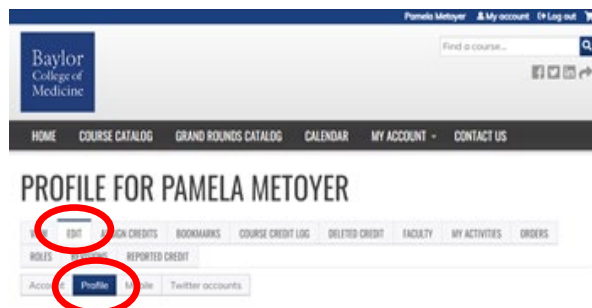 Pamela Metoyer My account Log out
Find a course...
Baylor
College of
Medicine
HOME COURSE CATALOG GRAND ROUNDS CATALOG CALENDAR MY ACCOUNT CONTACT US
PROFILE FOR PAMELA METOYER
VIEW EDIT ASSIGN CREDITS BOOKMARKS COURSE CREDIT LOG DELETED CREDIT FACULTY MY ACTIVITIES ORDERS
ROLES REVISIONS REPORTED CREDIT
Account Profile Mobile Twitter accounts